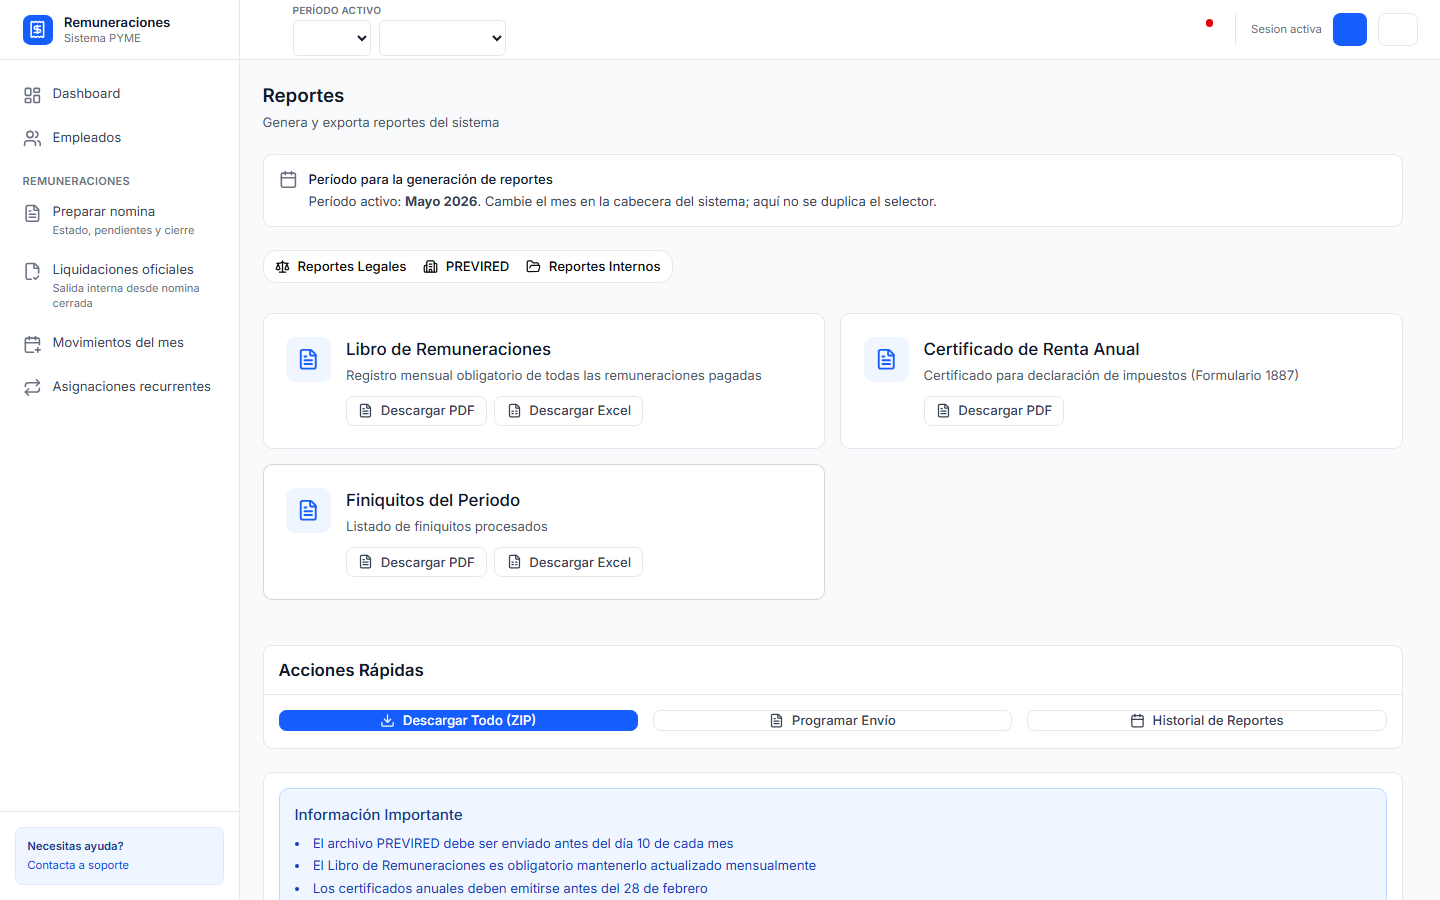 Remuneraciones
Sistema PYME
PERÍODO ACTIVO
Sesion activa
Dashboard
Empleados
REMUNERACIONES
Preparar nomina
Estado, pendientes y cierre
Liquidaciones oficiales
Salida interna desde nomina
cerrada
Movimientos del mes
Asignaciones recurrentes
Necesitas ayuda?
Contacta a soporte
Reportes
Genera y exporta reportes del sistema
Período para la generación de reportes
Período activo: Mayo 2026. Cambie el mes en la cabecera del sistema; aquí no se duplica el selector.
Reportes Legales
PREVIRED
Reportes Internos
Libro de Remuneraciones
Registro mensual obligatorio de todas las remuneraciones pagadas
Descargar PDF
Descargar Excel
Certificado de Renta Anual
Certificado para declaración de impuestos (Formulario 1887)
Descargar PDF
Finiquitos del Periodo
Listado de finiquitos procesados
Descargar PDF
Descargar Excel
Acciones Rápidas
Descargar Todo (ZIP)
Programar Envío
Historial de Reportes
Información Importante
El archivo PREVIRED debe ser enviado antes del día 10 de cada mes
El Libro de Remuneraciones es obligatorio mantenerlo actualizado mensualmente
Los certificados anuales deben emitirse antes del 28 de febrero